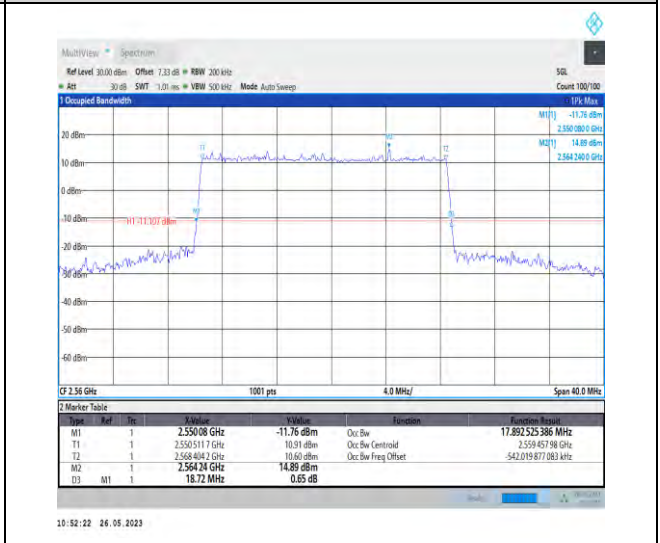 MultiView Spectrum
Ref Level 30.00 dBm Offset 7.33 dB RBW 200 kHz SGL
Att 30 dB SWT 1.01 ms VBW 500 kHz Mode Auto Sweep Count 100/100
1 Occupied Bandwidth 1Pk Max
M1[1] -11.76 dBm
2.550 080 0 GHz
M2[1] 14.89 dBm
2.564 240 0 GHz
20 dBm
10 dBm
0 dBm
-10 dBm
H1 -11.107 dBm
-20 dBm
-30 dBm
-40 dBm
-50 dBm
-60 dBm
T1
M2
T2
M1
D3
CF 2.56 GHz 1001 pts 4.0 MHz/ Span 40.0 MHz
2 Marker Table
Type Ref Trc X-Value Y-Value Function Function Result
M1 1 2.55008 GHz -11.76 dBm Occ Bw 17.892 525 386 MHz
T1 1 2.550 511 7 GHz 10.91 dBm Occ Bw Centroid 2.559 457 98 GHz
T2 1 2.568 404 2 GHz 10.60 dBm Occ Bw Freq Offset -542.019 877 083 kHz
M2 1 2.564 24 GHz 14.89 dBm
D3 M1 1 18.72 MHz 0.65 dB
10:52:22 26.05.2023